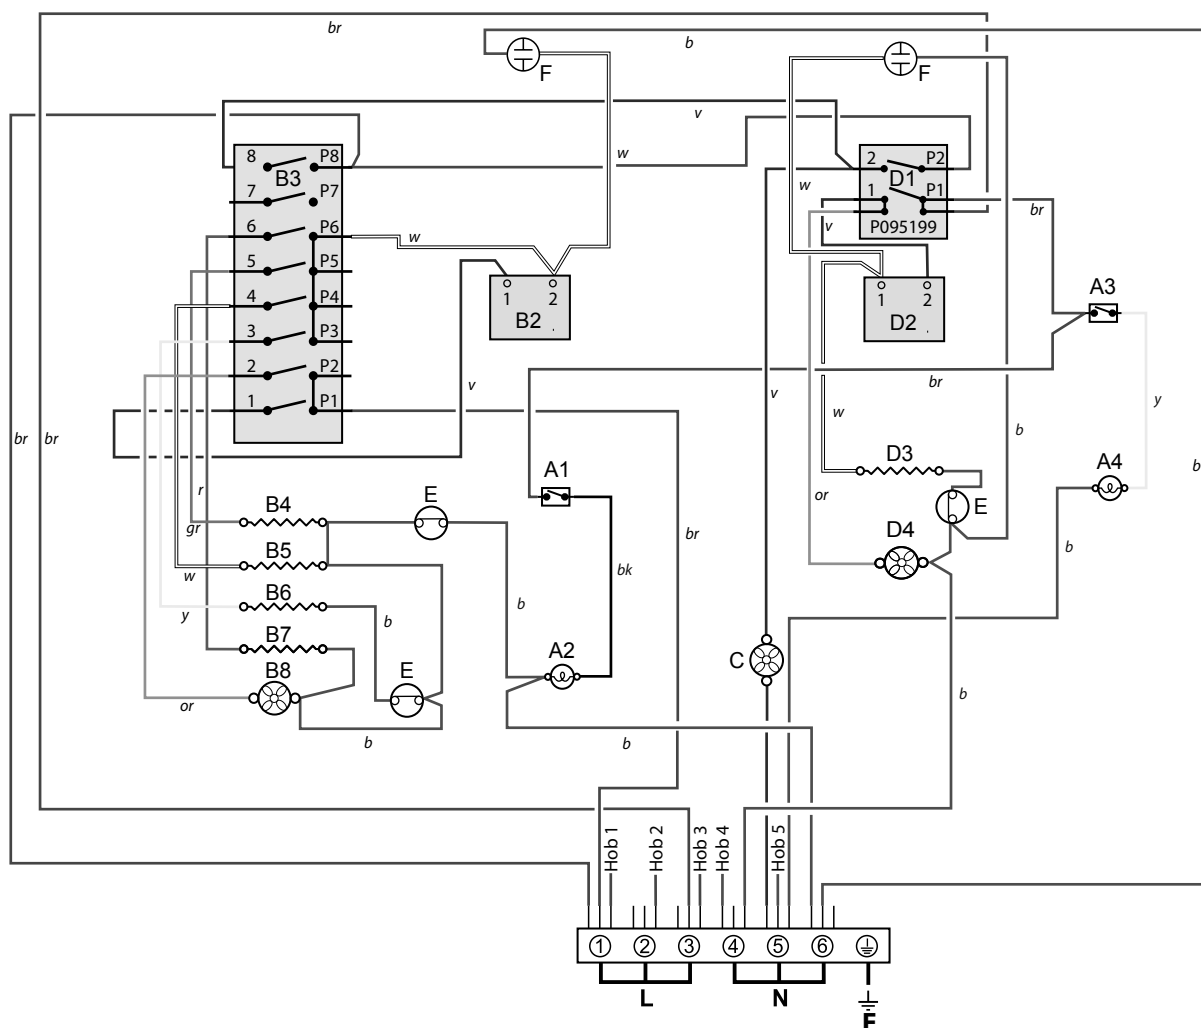 br
b
F
F
v
w
8 P8
B3
7 P7
6 P6
5 P5
4 P4
3 P3
2 P2
1 P1
w
w
2 P2
D1
1 P1
P095199
v
br
1 2
B2
1 2
D2
A3
v
br
v
w
y
b
br
br
r
gr
w
y
or
B4
B5
B6
B7
B8
E
E
b
b
b
A1
bk
A2
b
br
D3
or
E
D4
A4
b
b
b
C
Hob 1
Hob 2
Hob 3
Hob 4
Hob 5
1 2 3 4 5 6
L
N
E